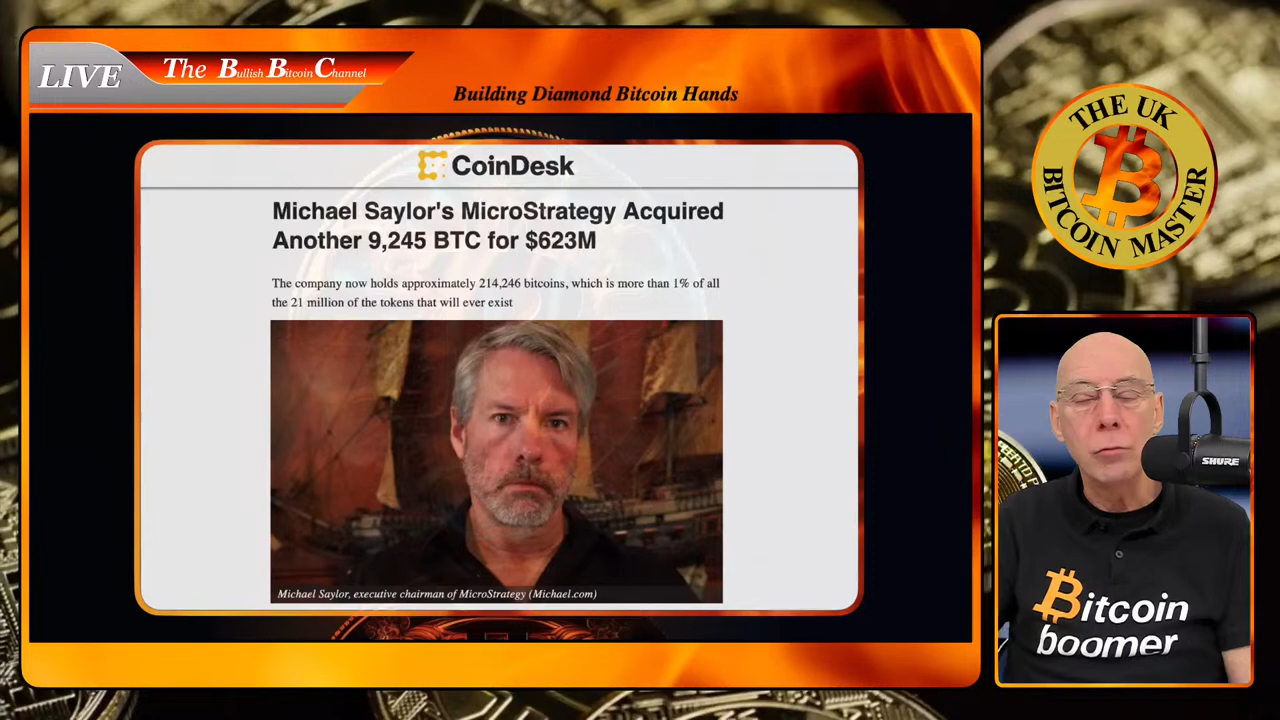 LIVE
The Bullish Bitcoin Channel
Building Diamond Bitcoin Hands
CoinDesk
Michael Saylor's MicroStrategy Acquired
Another 9,245 BTC for $623M
The company now holds approximately 214,246 bitcoins, which is more than 1% of all
the 21 million of the tokens that will ever exist
Michael Saylor, executive chairman of MicroStrategy (Michael.com)
THE UK
BITCOIN MASTER
SHURE
Bitcoin
boomer